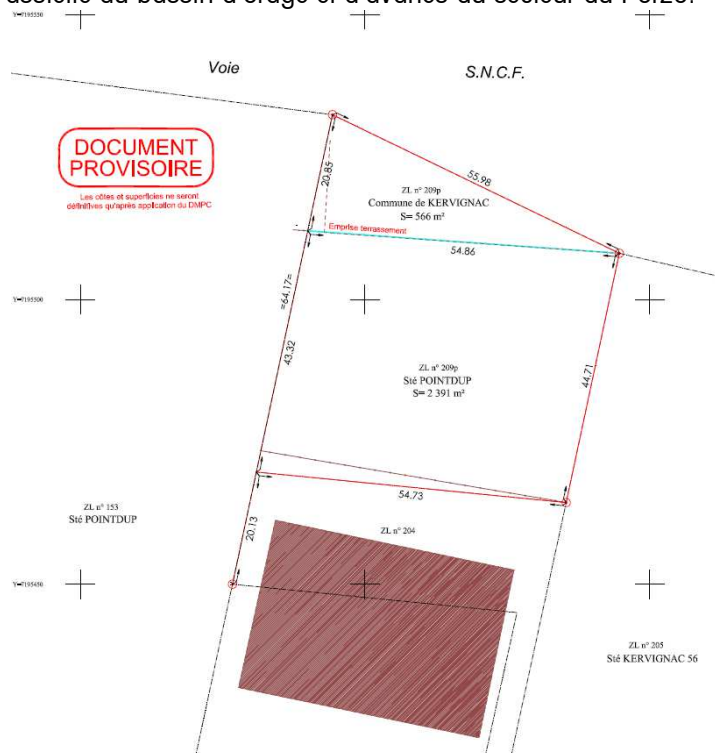 Y=7195550
Voie
S.N.C.F.
DOCUMENT
PROVISOIRE
Les côtes et superficies ne seront
définitives qu'après application du DMPC
20.85
55.98
ZL n° 209p
Commune de KERVIGNAC
S= 566 m²
Emprise terrassement
54.86
Y=7195500
=64.17=
43.32
44.71
ZL n° 209p
Sté POINTDUP
S= 2 391 m²
54.73
ZL n° 153
Sté POINTDUP
20.13
ZL n° 204
Y=7195450
ZL n° 205
Sté KERVIGNAC 56